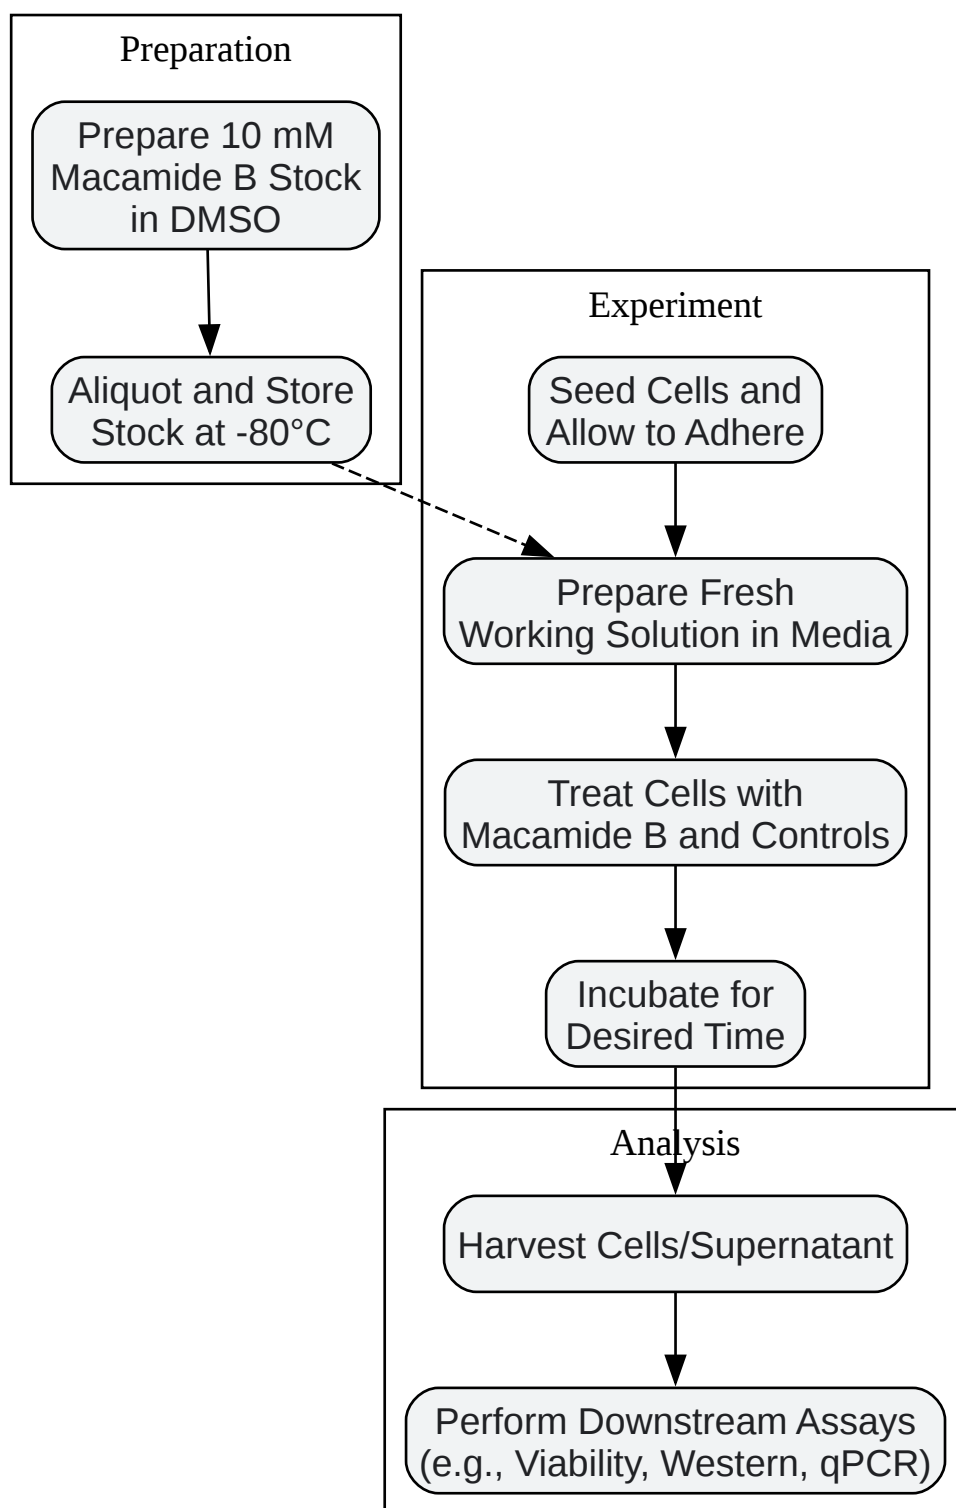 Preparation
Prepare 10 mM
Macamide B Stock
in DMSO
Aliquot and Store
Stock at -80°C
Experiment
Seed Cells and
Allow to Adhere
Prepare Fresh
Working Solution in Media
Treat Cells with
Macamide B and Controls
Incubate for
Desired Time
Analysis
Harvest Cells/Supernatant
Perform Downstream Assays
(e.g., Viability, Western, qPCR)